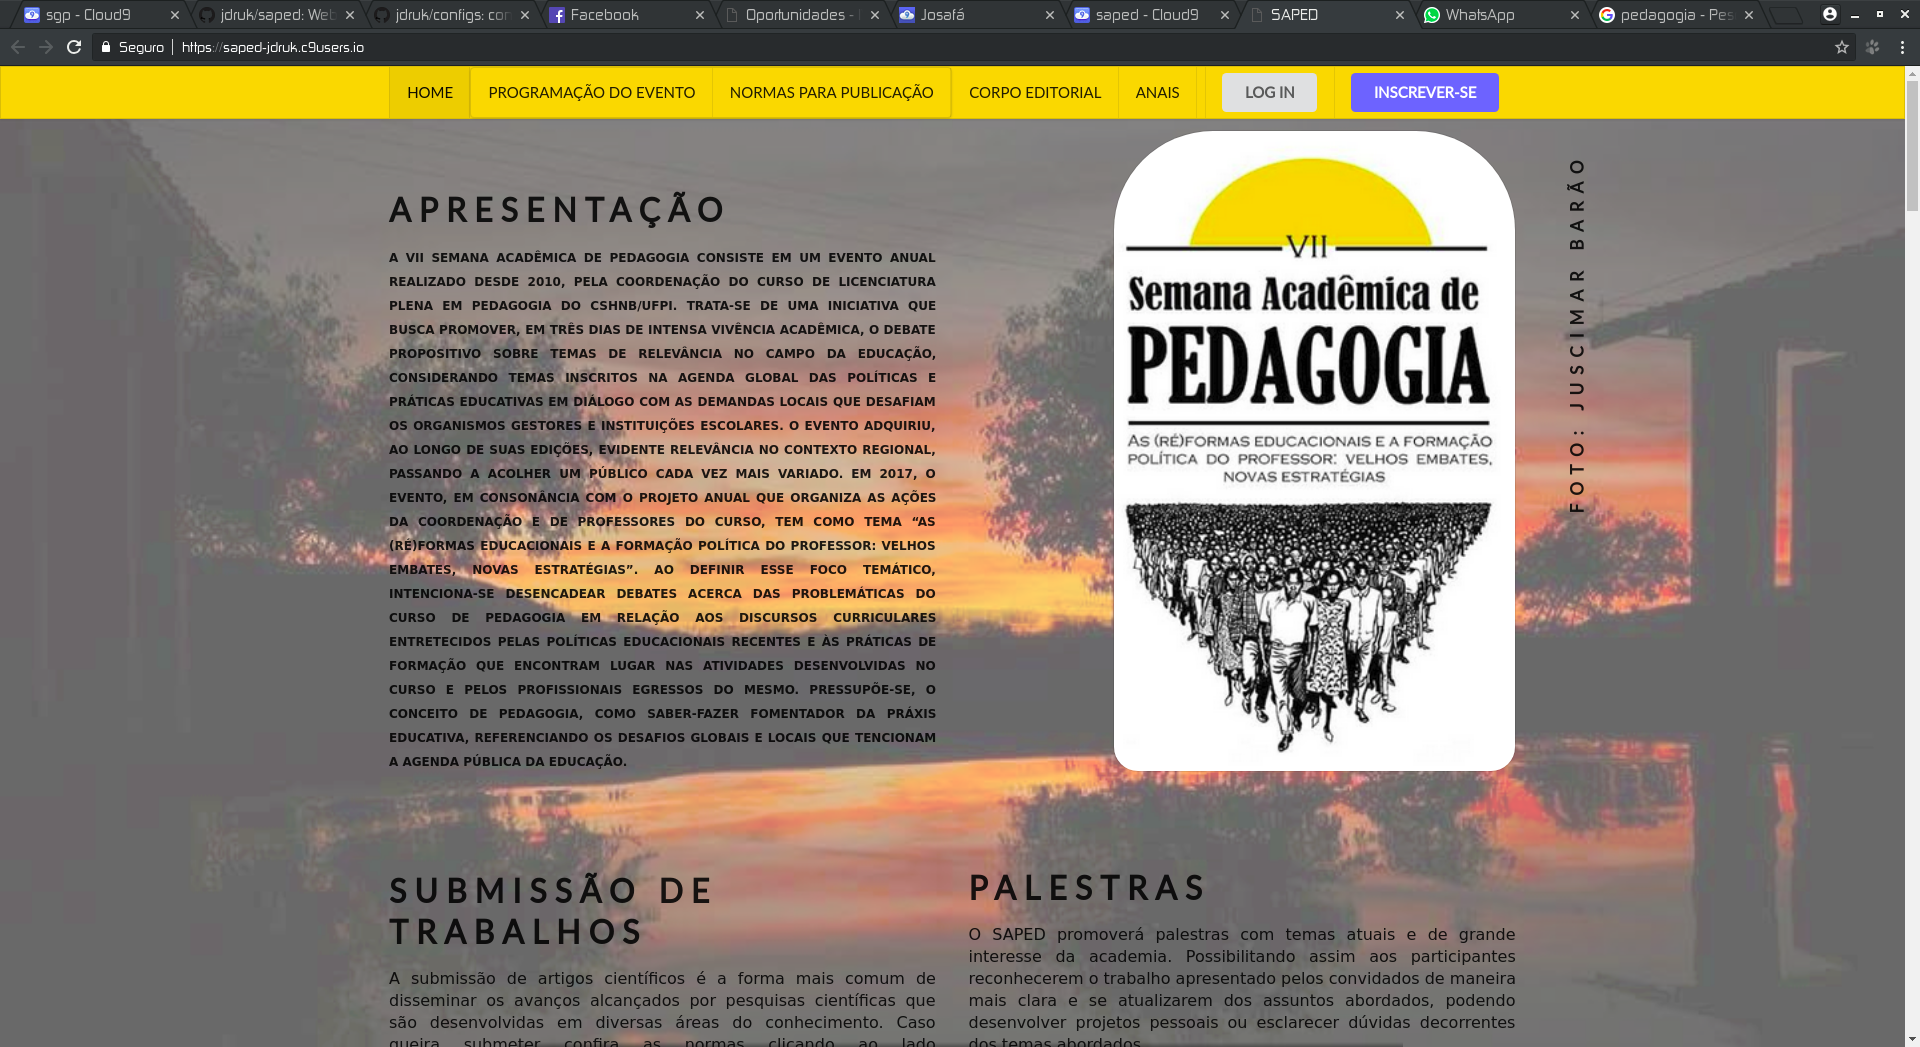 sgp - Cloud9
jdruk/saped: Web
jdruk/configs: con
Facebook
Oportunidades -
Josafá
saped - Cloud9
SAPED
WhatsApp
pedagogia - Pes
Seguro
https://saped-jdruk.c9users.io
HOME
PROGRAMAÇÃO DO EVENTO
NORMAS PARA PUBLICAÇÃO
CORPO EDITORIAL
ANAIS
LOG IN
INSCREVER-SE
APRESENTAÇÃO
A VII SEMANA ACADÊMICA DE PEDAGOGIA CONSISTE EM UM EVENTO ANUAL
REALIZADO DESDE 2010, PELA COORDENAÇÃO DO CURSO DE LICENCIATURA
PLENA EM PEDAGOGIA DO CSHNB/UFPI. TRATA-SE DE UMA INICIATIVA QUE
BUSCA PROMOVER, EM TRÊS DIAS DE INTENSA VIVÊNCIA ACADÊMICA, O DEBATE
PROPOSITIVO SOBRE TEMAS DE RELEVÂNCIA NO CAMPO DA EDUCAÇÃO,
CONSIDERANDO TEMAS INSCRITOS NA AGENDA GLOBAL DAS POLÍTICAS E
PRÁTICAS EDUCATIVAS EM DIÁLOGO COM AS DEMANDAS LOCAIS QUE DESAFIAM
OS ORGANISMOS GESTORES E INSTITUIÇÕES ESCOLARES. O EVENTO ADQUIRIU,
AO LONGO DE SUAS EDIÇÕES, EVIDENTE RELEVÂNCIA NO CONTEXTO REGIONAL,
PASSANDO A ACOLHER UM PÚBLICO CADA VEZ MAIS VARIADO. EM 2017, O
EVENTO, EM CONSONÂNCIA COM O PROJETO ANUAL QUE ORGANIZA AS AÇÕES
DA COORDENAÇÃO E DE PROFESSORES DO CURSO, TEM COMO TEMA “AS
(RÉ)FORMAS EDUCACIONAIS E A FORMAÇÃO POLÍTICA DO PROFESSOR: VELHOS
EMBATES, NOVAS ESTRATÉGIAS”. AO DEFINIR ESSE FOCO TEMÁTICO,
INTENCIONA-SE DESENCADEAR DEBATES ACERCA DAS PROBLEMÁTICAS DO
CURSO DE PEDAGOGIA EM RELAÇÃO AOS DISCURSOS CURRICULARES
ENTRETECIDOS PELAS POLÍTICAS EDUCACIONAIS RECENTES E ÀS PRÁTICAS DE
FORMAÇÃO QUE ENCONTRAM LUGAR NAS ATIVIDADES DESENVOLVIDAS NO
CURSO E PELOS PROFISSIONAIS EGRESSOS DO MESMO. PRESSUPÕE-SE, O
CONCEITO DE PEDAGOGIA, COMO SABER-FAZER FOMENTADOR DA PRÁXIS
EDUCATIVA, REFERENCIANDO OS DESAFIOS GLOBAIS E LOCAIS QUE TENCIONAM
A AGENDA PÚBLICA DA EDUCAÇÃO.
VII
Semana Acadêmica de
PEDAGOGIA
AS (RÉ)FORMAS EDUCACIONAIS E A FORMAÇÃO
POLÍTICA DO PROFESSOR: VELHOS EMBATES,
NOVAS ESTRATÉGIAS
FOTO: JUSCIMAR BARÃO
SUBMISSÃO DE
TRABALHOS
A submissão de artigos científicos é a forma mais comum de
disseminar os avanços alcançados por pesquisas científicas que
são desenvolvidas em diversas áreas do conhecimento. Caso
queira submeter confira as normas clicando ao lado
PALESTRAS
O SAPED promoverá palestras com temas atuais e de grande
interesse da academia. Possibilitando assim aos participantes
reconhecerem o trabalho apresentado pelos convidados de maneira
mais clara e se atualizarem dos assuntos abordados, podendo
desenvolver projetos pessoais ou esclarecer dúvidas decorrentes
dos temas abordados